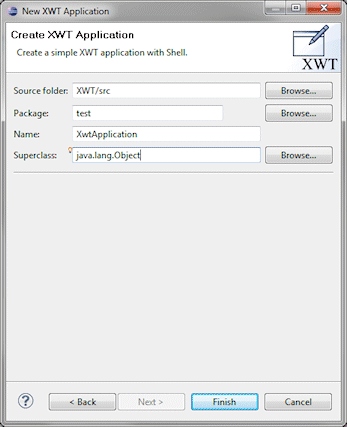 New XWT Application
Create XWT Application
Create a simple XWT application with Shell.
XWT
Source folder: XWT/src Browse...
Package: test Browse...
Name: XwtApplication
Superclass: java.lang.Object Browse...
? < Back Next > Finish Cancel